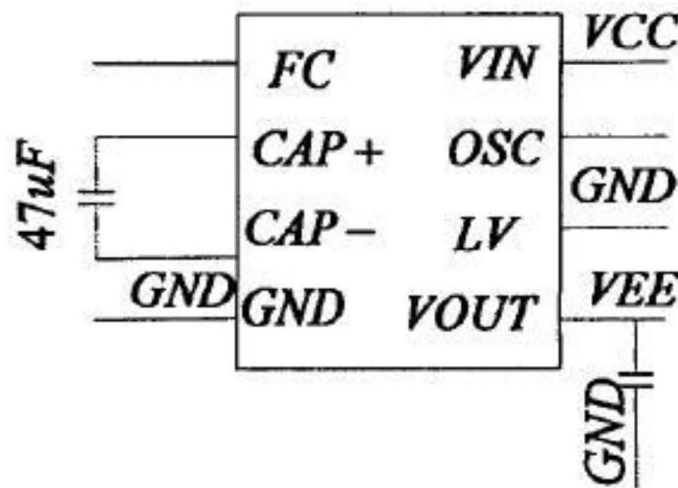 VCC
FC VIN
CAP+ OSC
47uF
GND
CAP− LV
GND GND VOUT VEE
GND